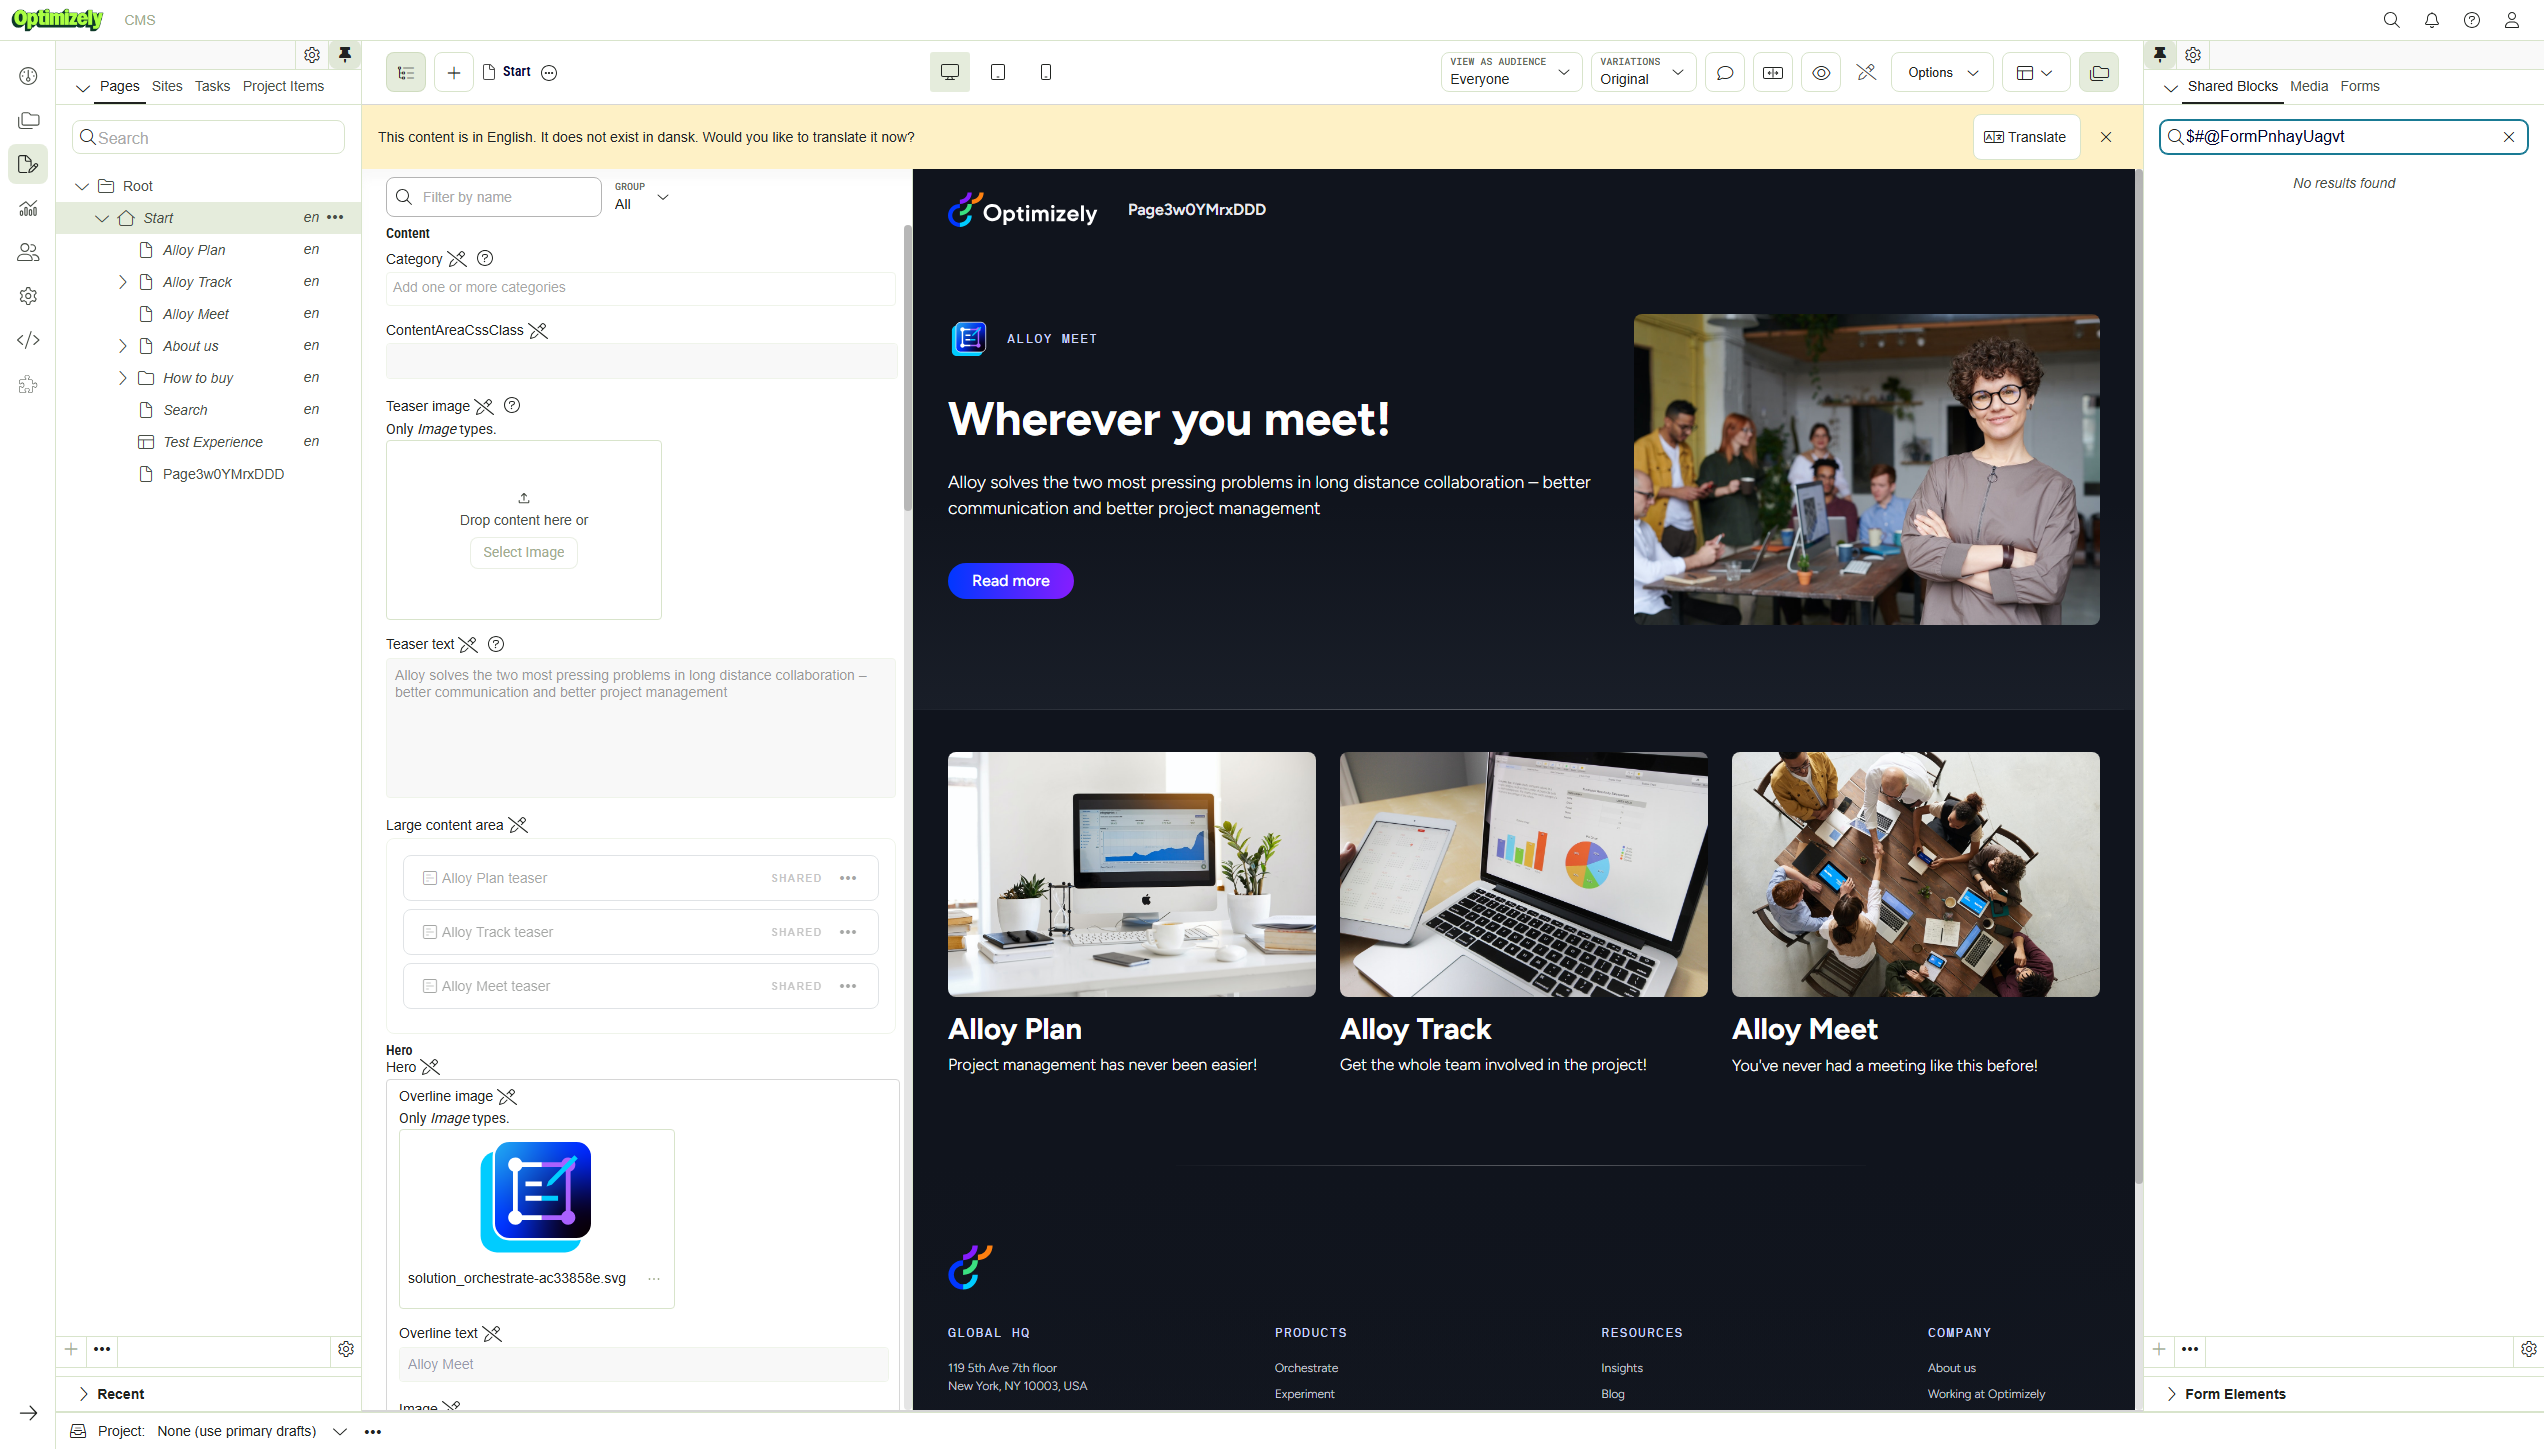 Optimizely CMS
Pages Sites Tasks Project Items
Search
Root
Start en
Alloy Plan en
Alloy Track en
Alloy Meet en
About us en
How to buy en
Search en
Test Experience en
Page3w0YMrxDDD
Recent
Project: None (use primary drafts)
Start
VIEW AS AUDIENCE
Everyone
VARIATIONS
Original
Options
This content is in English. It does not exist in dansk. Would you like to translate it now?
Translate
Filter by name
GROUP
All
Content
Category
Add one or more categories
ContentAreaCssClass
Teaser image
Only Image types.
Drop content here or
Select Image
Teaser text
Alloy solves the two most pressing problems in long distance collaboration –
better communication and better project management
Large content area
Alloy Plan teaser SHARED
Alloy Track teaser SHARED
Alloy Meet teaser SHARED
Hero
Hero
Overline image
Only Image types.
solution_orchestrate-ac33858e.svg
Overline text
Alloy Meet
Image
Optimizely
Page3w0YMrxDDD
ALLOY MEET
Wherever you meet!
Alloy solves the two most pressing problems in long distance collaboration – better
communication and better project management
Read more
Alloy Plan
Project management has never been easier!
Alloy Track
Get the whole team involved in the project!
Alloy Meet
You've never had a meeting like this before!
GLOBAL HQ
119 5th Ave 7th floor
New York, NY 10003, USA
PRODUCTS
Orchestrate
Experiment
RESOURCES
Insights
Blog
COMPANY
About us
Working at Optimizely
Shared Blocks Media Forms
$#@FormPnhayUagvt
No results found
Form Elements